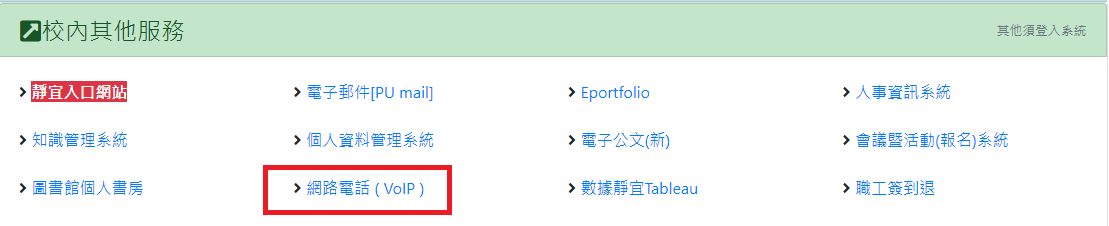 校內其他服務
其他須登入系統
靜宜入口網站
電子郵件[PU mail]
Eportfolio
人事資訊系統
知識管理系統
個人資料管理系統
電子公文(新)
會議暨活動(報名)系統
圖書館個人書房
網路電話 ( VoIP )
數據靜宜Tableau
職工簽到退